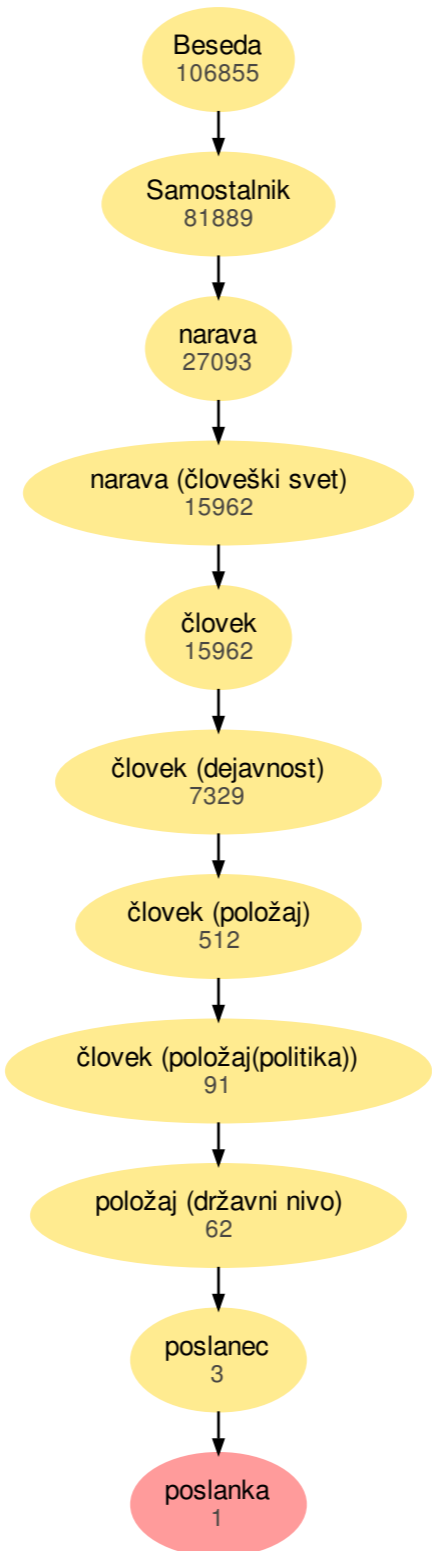 Beseda
106855
Samostalnik
81889
narava
27093
narava (človeški svet)
15962
človek
15962
človek (dejavnost)
7329
človek (položaj)
512
človek (položaj(politika))
91
položaj (državni nivo)
62
poslanec
3
poslanka
1